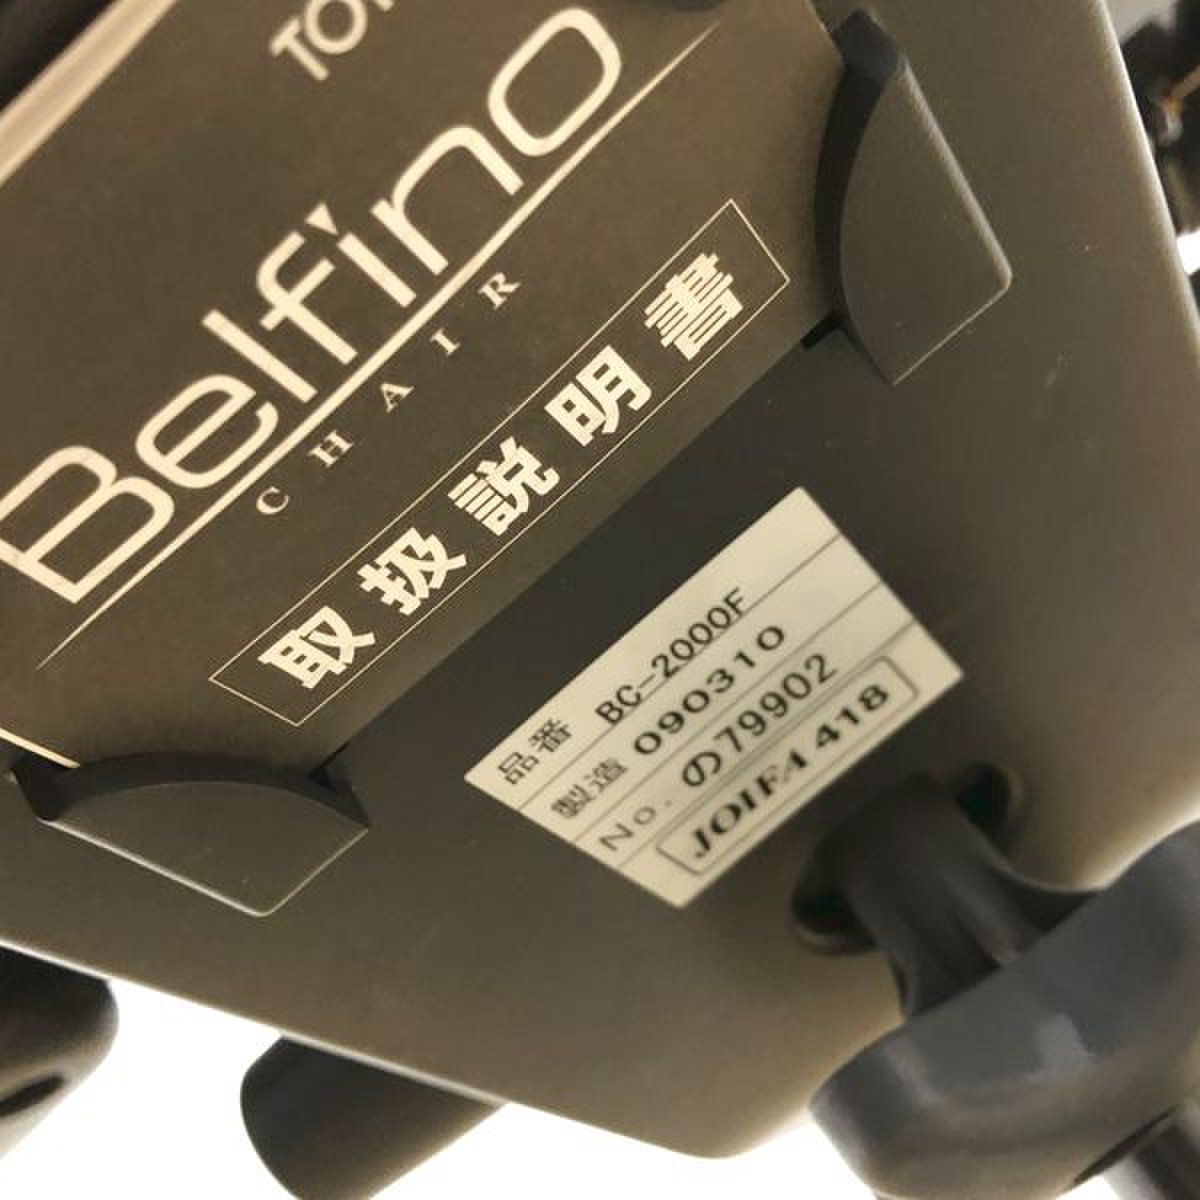 TO
Belfino
CHAIR
取扱説明書
品番 BC-2000F
製造 090310
No. の79902
JOIFA 418